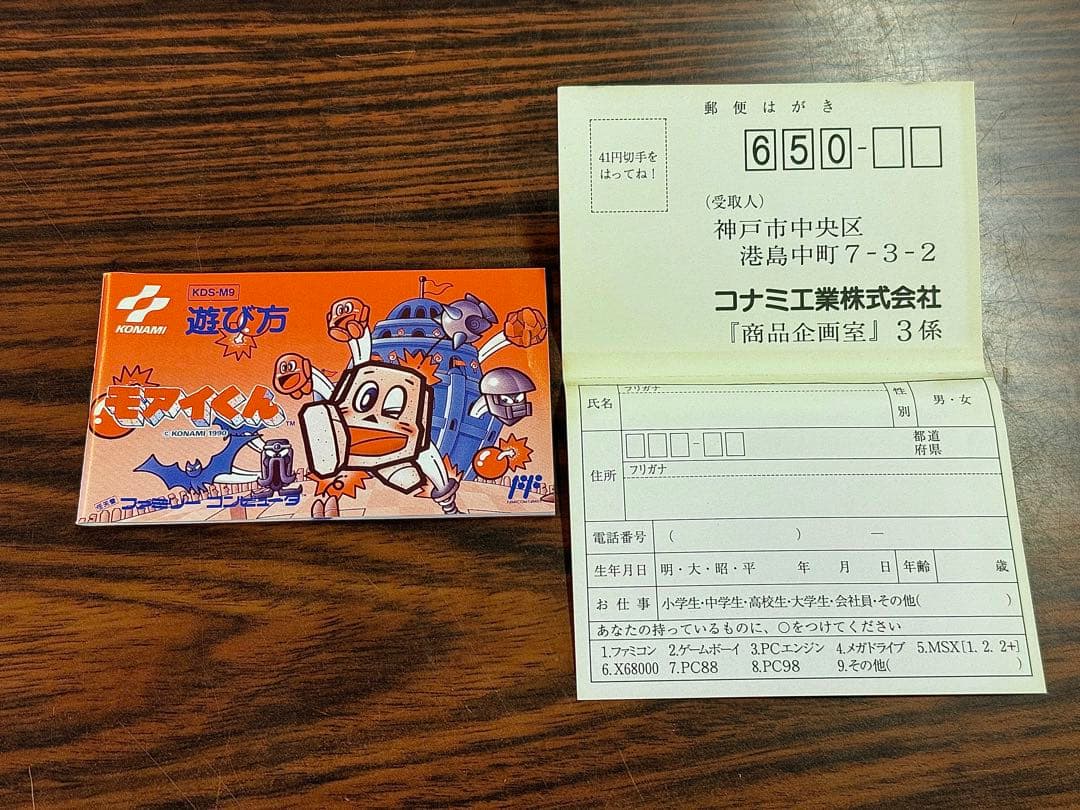 KONAMI
KDS-M9
遊び方
モアイくん™
© KONAMI 1990
任天堂 ファミリーコンピュータ
郵便はがき
41円切手を
はってね！
650-□□
(受取人)
神戸市中央区
港島中町7-3-2
コナミ工業株式会社
『商品企画室』3係
フリガナ
氏名
性別
男・女
□□□-□□
都道
府県
住所
フリガナ
電話番号 ( ) ―
生年月日 明・大・昭・平 年 月 日 年齢 歳
お仕事 小学生・中学生・高校生・大学生・会社員・その他( )
あなたの持っているものに、○をつけてください
1.ファミコン 2.ゲームボーイ 3.PCエンジン 4.メガドライブ 5.MSX[1. 2. 2+]
6.X68000 7.PC88 8.PC98 9.その他( )